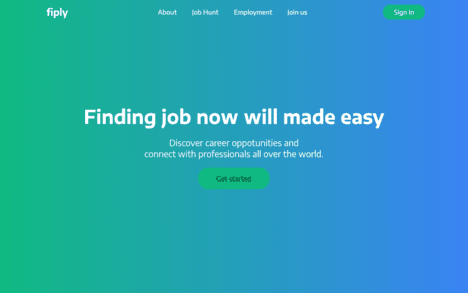 fiply
About Job Hunt Employment Join us
Sign in
Finding job now will made easy
Discover career oppotunities and
connect with professionals all over the world.
Get started